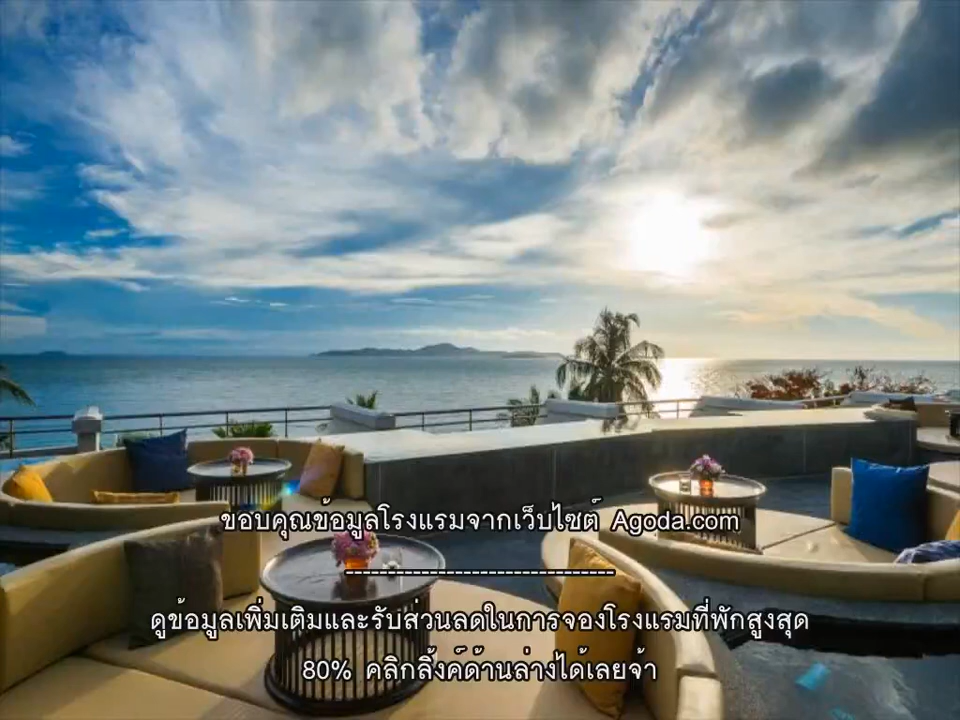 ขอบคุณข้อมูลโรงแรมจากเว็บไซต์ Agoda.com
--------------------------------
ดูข้อมูลเพิ่มเติมและรับส่วนลดในการจองโรงแรมที่พักสูงสุด
80% คลิกลิ้งค์ด้านล่างได้เลยจ้า